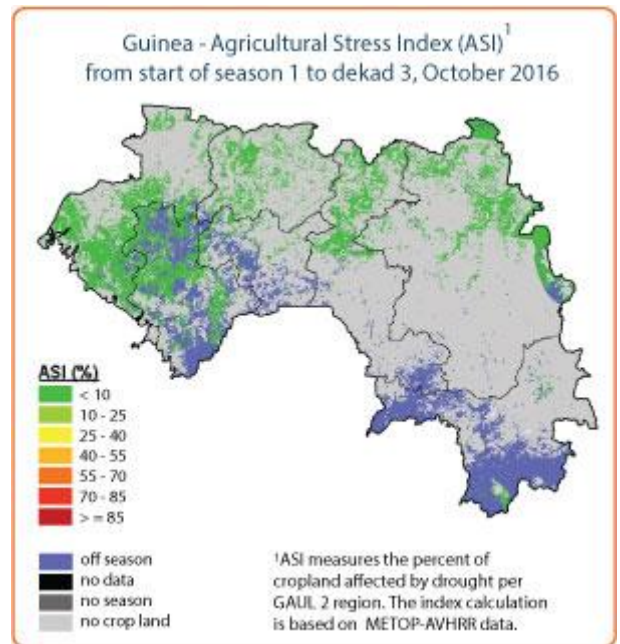 Guinea - Agricultural Stress Index (ASI)¹
from start of season 1 to dekad 3, October 2016
ASI (%)
< 10
10 - 25
25 - 40
40 - 55
55 - 70
70 - 85
> = 85
off season
no data
no season
no crop land
¹ASI measures the percent of
cropland affected by drought per
GAUL 2 region. The index calculation
is based on METOP-AVHRR data.